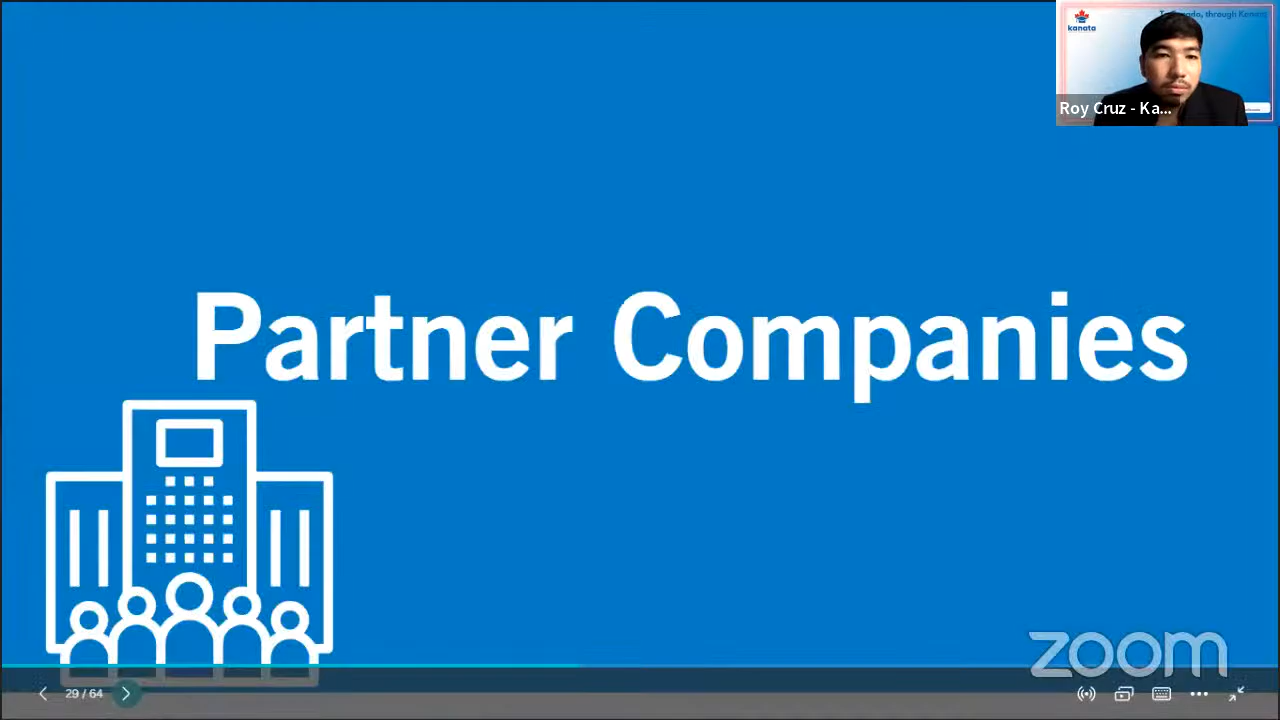 kanata
Roy Cruz - Ka...
Partner Companies
zoom
29 / 64